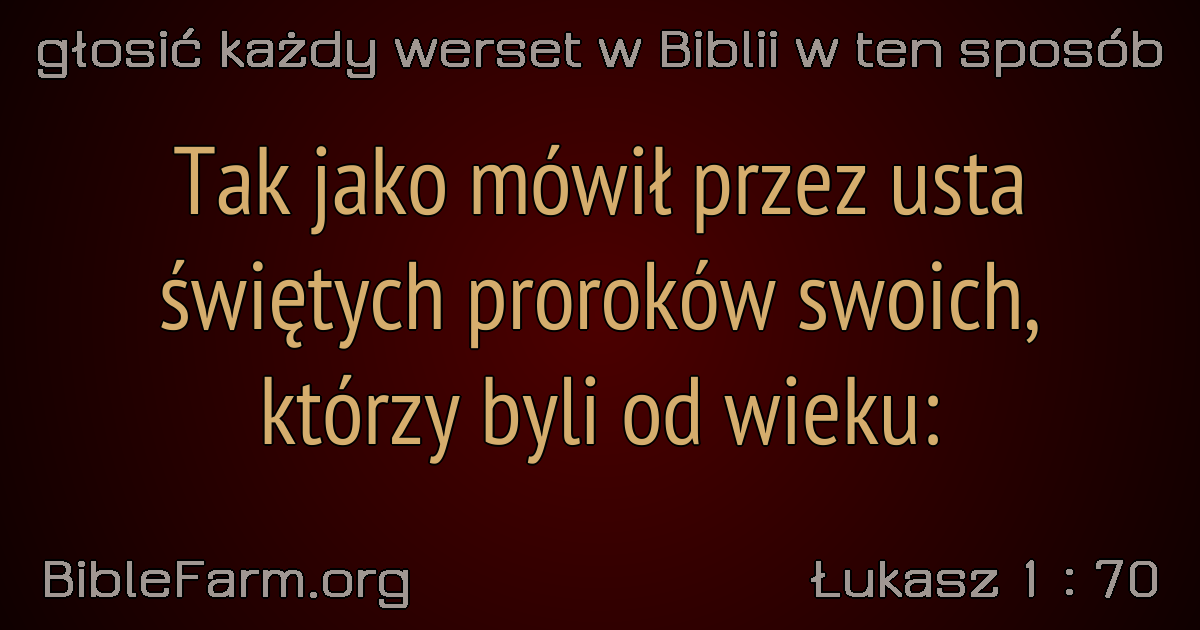 głosić każdy werset w Biblii w ten sposób
Tak jako mówił przez usta
świętych proroków swoich,
którzy byli od wieku:
BibleFarm.org
Łukasz 1 : 70